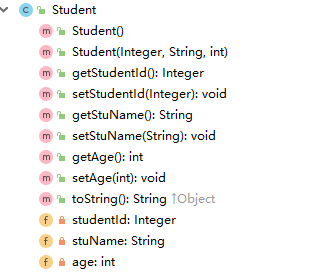 Student
Student()
Student(Integer, String, int)
getStudentId(): Integer
setStudentId(Integer): void
getStuName(): String
setStuName(String): void
getAge(): int
setAge(int): void
toString(): String ↑Object
studentId: Integer
stuName: String
age: int